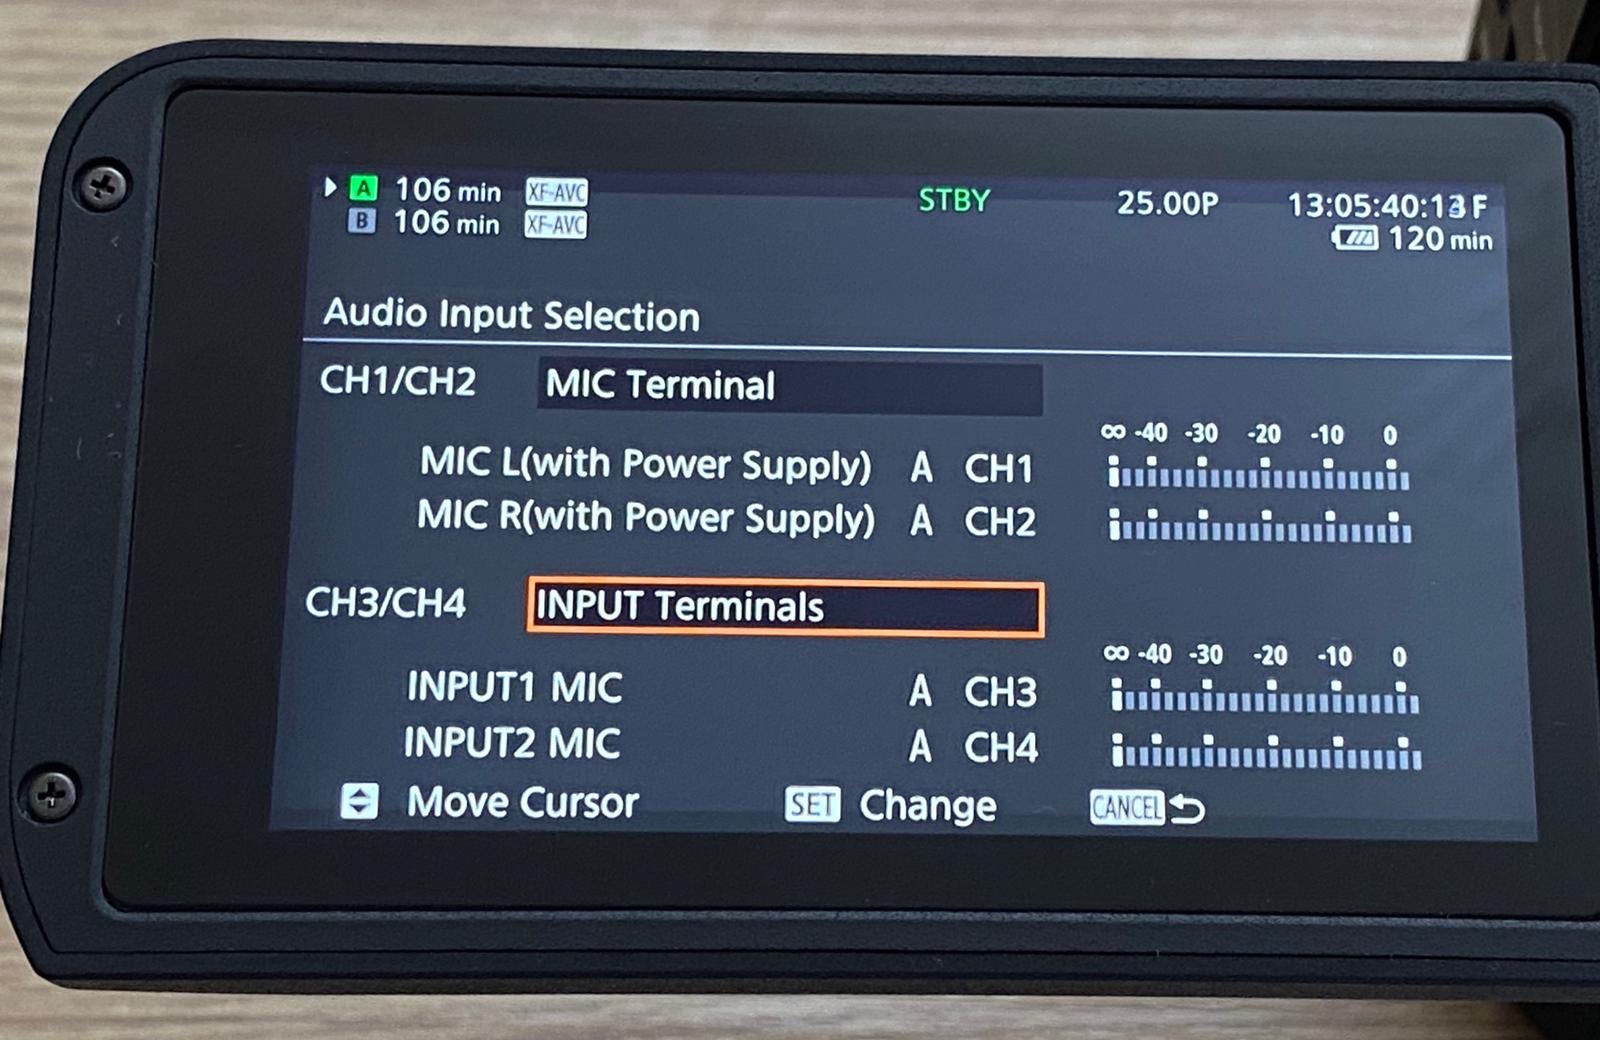 A 106 min XF-AVC STBY 25.00P 13:05:40: F
B 106 min XF-AVC 120 min
Audio Input Selection
CH1/CH2 MIC Terminal
∞ -40 -30 -20 -10 0
MIC L(with Power Supply) A CH1
MIC R(with Power Supply) A CH2
CH3/CH4 INPUT Terminals
∞ -40 -30 -20 -10 0
INPUT1 MIC A CH3
INPUT2 MIC A CH4
Move Cursor SET Change CANCEL